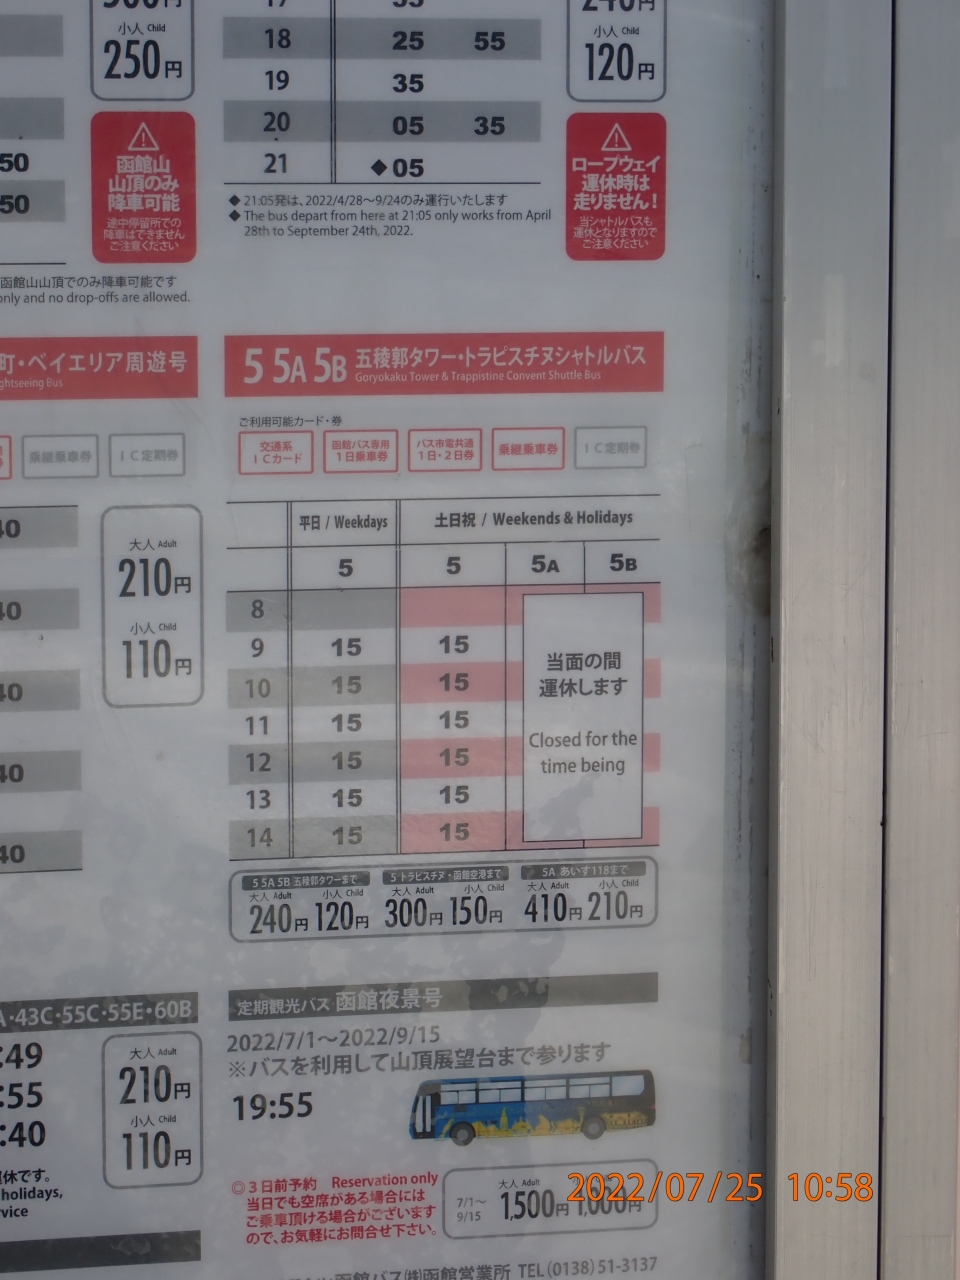 小人 Child
250円
函館山
山頂のみ
降車可能
途中停留所での
降車はできません
ご注意ください
50
50
函館山山頂でのみ降車可能です
only and no drop-offs are allowed.
18 25 55
19 35
20 05 35
21 ◆05
◆ 21:05発は、2022/4/28〜9/24のみ運行いたします
◆ The bus depart from here at 21:05 only works from April
28th to September 24th, 2022.
小人 Child
120円
ロープウェイ
運休時は
走りません!
当シャトルバスも
運休となりますので
ご注意ください
町・ベイエリア周遊号
ghtseeing Bus
乗継乗車券
IC定期券
40
40
40
40
40
大人 Adult
210円
小人 Child
110円
5 5A 5B 五稜郭タワー・トラピスチヌシャトルバス
Goryokaku Tower & Trappistine Convent Shuttle Bus
ご利用可能カード・券
交通系
ICカード
函館バス専用
1日乗車券
バス市電共通
1日・2日券
乗継乗車券
IC定期券
平日 / Weekdays 土日祝 / Weekends & Holidays
5 5 5A 5B
8
9 15 15
10 15 15
11 15 15
12 15 15
13 15 15
14 15 15
当面の間
運休します
Closed for the
time being
5 5A 5B 五稜郭タワーまで
大人 Adult 小人 Child
240円 120円
5 トラピスチヌ・函館空港まで
大人 Adult 小人 Child
300円 150円
5A あいす118まで
大人 Adult 小人 Child
410円 210円
A・43C・55C・55E・60B
:49
:55
:40
大人 Adult
210円
小人 Child
110円
運休です。
holidays,
vice
定期観光バス 函館夜景号
2022/7/1〜2022/9/15
※バスを利用して山頂展望台まで参ります
19:55
◎3日前予約 Reservation only
当日でも空席がある場合には
ご乗車頂ける場合がございます
ので、お気軽にお問合せ下さい。
7/1〜
9/15
大人 Adult
1,500円 1,000円
函館バス㈱函館営業所 TEL(0138)51-3137
2022/07/25 10:58